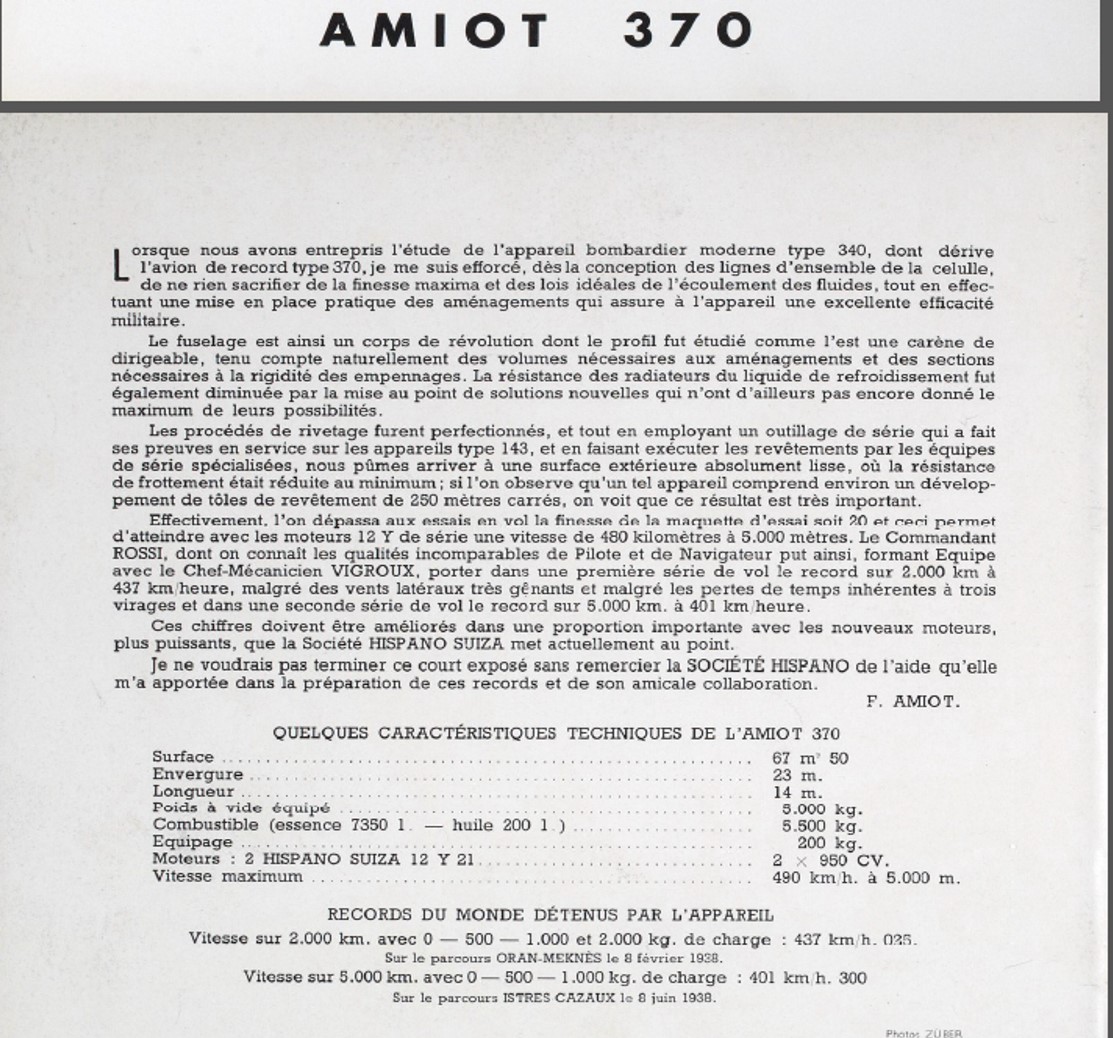 AMIOT 370
Lorsque nous avons entrepris l'étude de l'appareil bombardier moderne type 340, dont dérive
l'avion de record type 370, je me suis efforcé, dès la conception des lignes d'ensemble de la celulle,
de ne rien sacrifier de la finesse maxima et des lois idéales de l'écoulement des fluides, tout en effec-
tuant une mise en place pratique des aménagements qui assure à l'appareil une excellente efficacité
militaire.
Le fuselage est ainsi un corps de révolution dont le profil fut étudié comme l'est une carène de
dirigeable, tenu compte naturellement des volumes nécessaires aux aménagements et des sections
nécessaires à la rigidité des empennages. La résistance des radiateurs du liquide de refroidissement fut
également diminuée par la mise au point de solutions nouvelles qui n'ont d'ailleurs pas encore donné le
maximum de leurs possibilités.
Les procédés de rivetage furent perfectionnés, et tout en employant un outillage de série qui a fait
ses preuves en service sur les appareils type 143, et en faisant exécuter les revêtements par les équipes
de série spécialisées, nous pûmes arriver à une surface extérieure absolument lisse, où la résistance
de frottement était réduite au minimum ; si l'on observe qu'un tel appareil comprend environ un dévelop-
pement de tôles de revêtement de 250 mètres carrés, on voit que ce résultat est très important.
Effectivement, l'on dépassa aux essais en vol la finesse de la maquette d'essai soit 20 et ceci permet
d'atteindre avec les moteurs 12 Y de série une vitesse de 480 kilomètres à 5.000 mètres. Le Commandant
ROSSI, dont on connaît les qualités incomparables de Pilote et de Navigateur put ainsi, formant Equipe
avec le Chef-Mécanicien VIGROUX, porter dans une première série de vol le record sur 2.000 km à
437 km/heure, malgré des vents latéraux très gênants et malgré les pertes de temps inhérentes à trois
virages et dans une seconde série de vol le record sur 5.000 km. à 401 km/heure.
Ces chiffres doivent être améliorés dans une proportion importante avec les nouveaux moteurs,
plus puissants, que la Société HISPANO SUIZA met actuellement au point.
Je ne voudrais pas terminer ce court exposé sans remercier la SOCIÉTÉ HISPANO de l'aide qu'elle
m'a apportée dans la préparation de ces records et de son amicale collaboration.
F. AMIOT.
QUELQUES CARACTÉRISTIQUES TECHNIQUES DE L'AMIOT 370
Surface ........ 67 m² 50
Envergure ........ 23 m.
Longueur ........ 14 m.
Poids à vide équipé ........ 5.000 kg.
Combustible (essence 7350 l. — huile 200 l.) ........ 5.500 kg.
Equipage ........ 200 kg.
Moteurs : 2 HISPANO SUIZA 12 Y 21 ........ 2 × 950 CV.
Vitesse maximum ........ 490 km/h. à 5.000 m.
RECORDS DU MONDE DÉTENUS PAR L'APPAREIL
Vitesse sur 2.000 km. avec 0 — 500 — 1.000 et 2.000 kg. de charge : 437 km/h. 025.
Sur le parcours ORAN-MEKNÈS le 8 février 1938.
Vitesse sur 5.000 km. avec 0 — 500 — 1.000 kg. de charge : 401 km/h. 300
Sur le parcours ISTRES CAZAUX le 8 juin 1938.
Photos ZÜBER